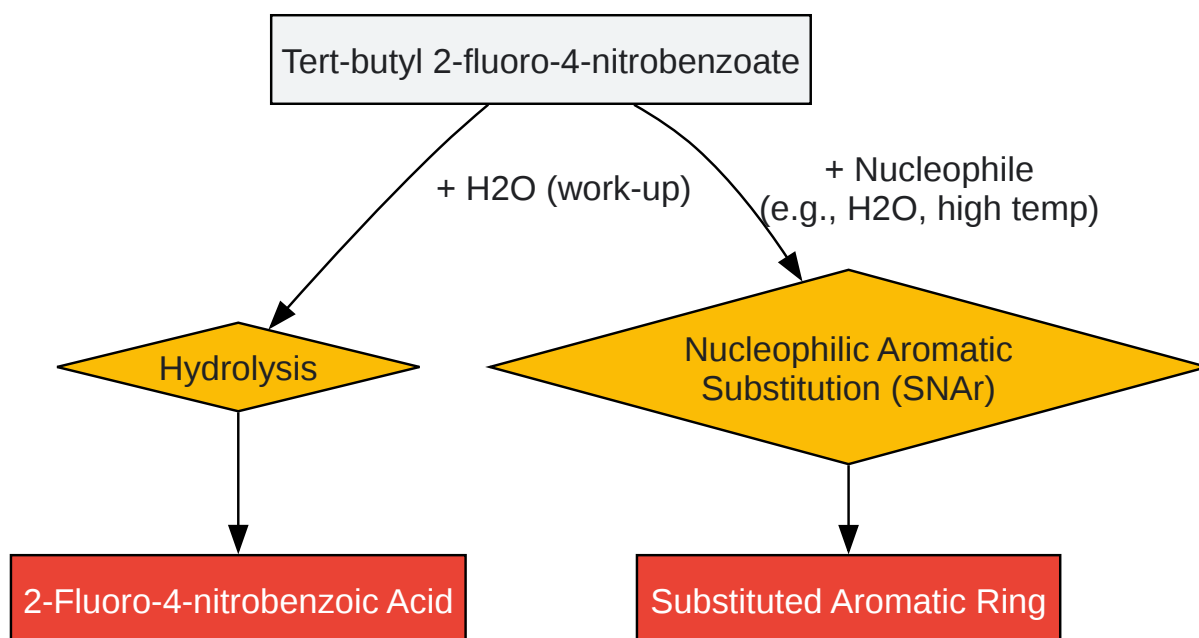 Tert-butyl 2-fluoro-4-nitrobenzoate
+ H2O (work-up)
+ Nucleophile
(e.g., H2O, high temp)
Hydrolysis
Nucleophilic Aromatic
Substitution (SNAr)
2-Fluoro-4-nitrobenzoic Acid
Substituted Aromatic Ring